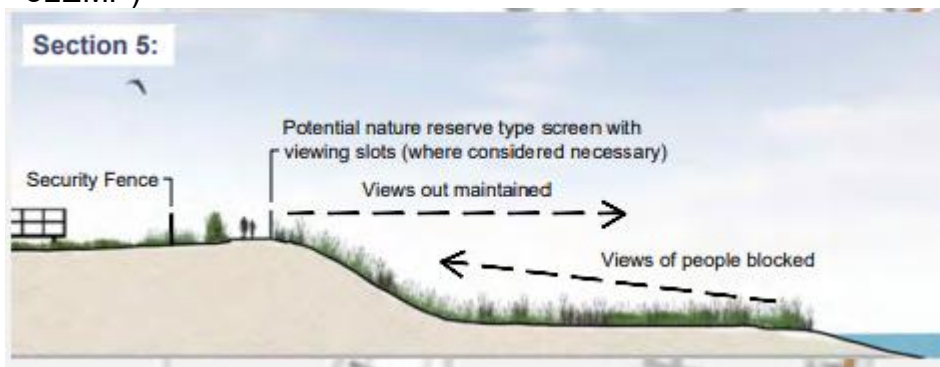 Section 5:
Potential nature reserve type screen with
viewing slots (where considered necessary)
Security Fence
Views out maintained
Views of people blocked